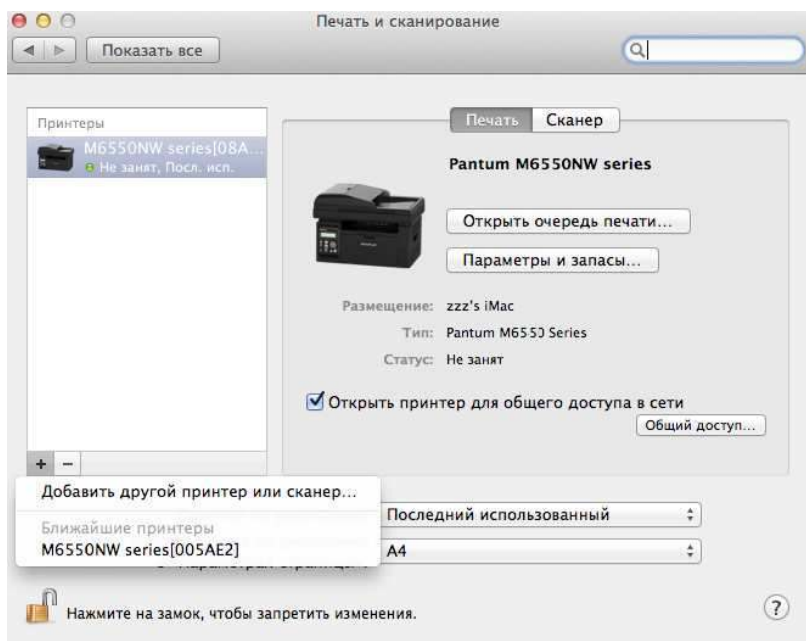 Печать и сканирование
Показать все
Принтеры
M6550NW series[08A...
Не занят, Посл. исп.
Печать Сканер
Pantum M6550NW series
Открыть очередь печати...
Параметры и запасы...
Размещение: zzz's iMac
Тип: Pantum M6550 Series
Статус: Не занят
Открыть принтер для общего доступа в сети
Общий доступ...
+ −
Добавить другой принтер или сканер...
Ближайшие принтеры
M6550NW series[005AE2]
Последний использованный
A4
Нажмите на замок, чтобы запретить изменения.
?